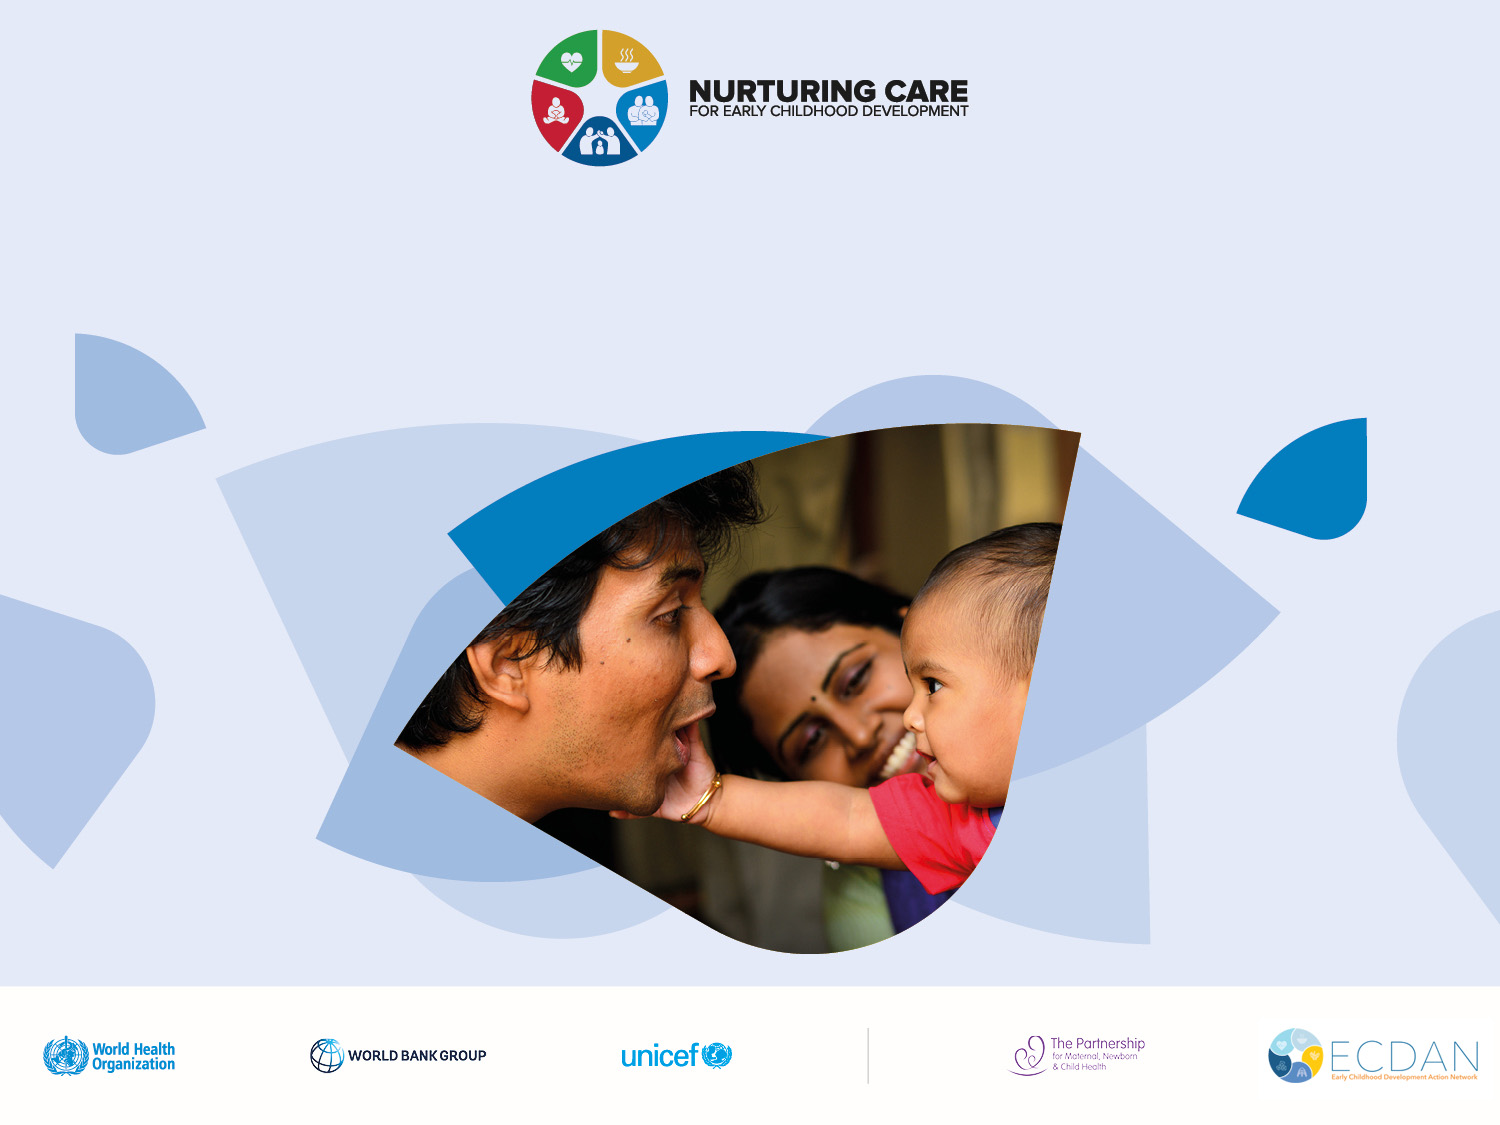 NURTURING CARE
FOR EARLY CHILDHOOD DEVELOPMENT
World Health
Organization
WORLD BANK GROUP
unicef
The Partnership
for Maternal, Newborn
& Child Health
ECDAN
Early Childhood Development Action Network